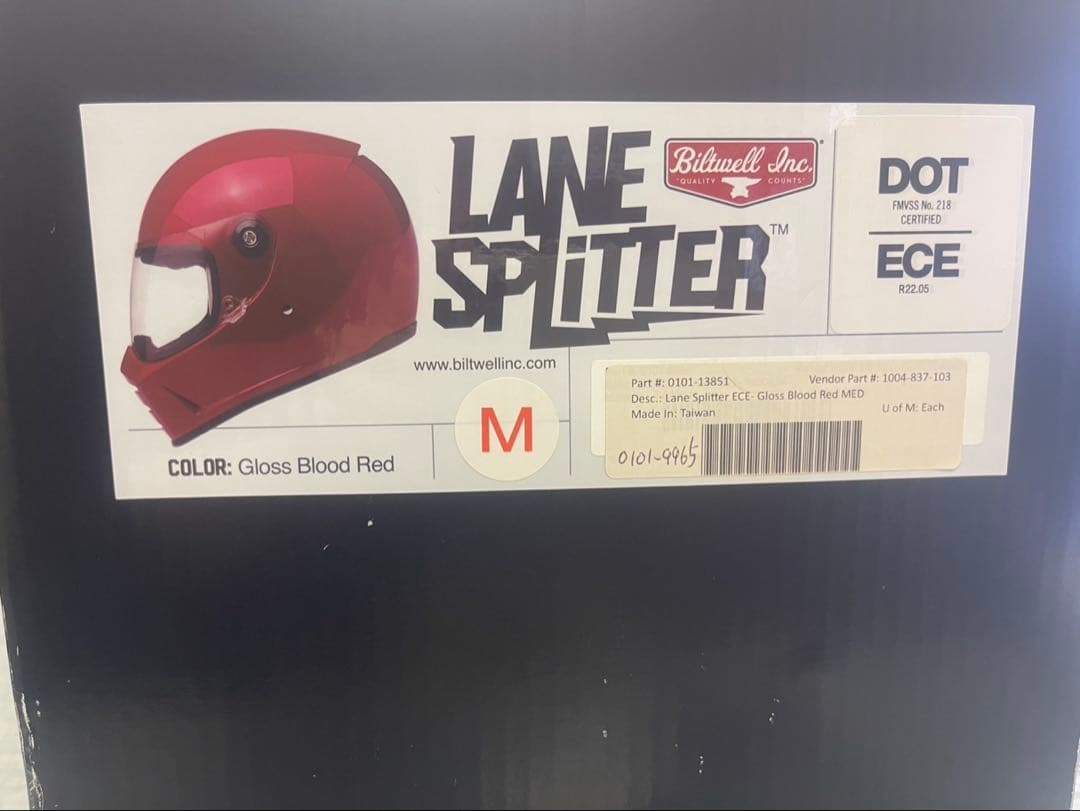 LANE
SPLITTER™
Biltwell Inc.
"QUALITY COUNTS"
DOT
FMVSS No. 218
CERTIFIED
ECE
R22.05
www.biltwellinc.com
M
COLOR: Gloss Blood Red
Part #: 0101-13851 Vendor Part #: 1004-837-103
Desc.: Lane Splitter ECE- Gloss Blood Red MED
Made In: Taiwan U of M: Each
0101-9965